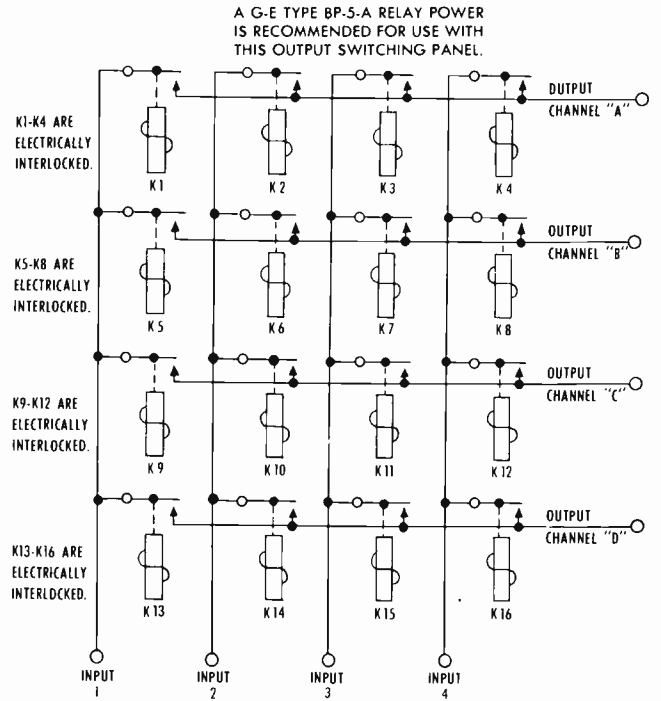 A G-E TYPE BP-5-A RELAY POWER
IS RECOMMENDED FOR USE WITH
THIS OUTPUT SWITCHING PANEL.
OUTPUT
CHANNEL "A"
K1-K4 ARE
ELECTRICALLY
INTERLOCKED.
K1
K2
K3
K4
OUTPUT
CHANNEL "B"
K5-K8 ARE
ELECTRICALLY
INTERLOCKED.
K5
K6
K7
K8
OUTPUT
CHANNEL "C"
K9-K12 ARE
ELECTRICALLY
INTERLOCKED.
K9
K10
K11
K12
OUTPUT
CHANNEL "D"
K13-K16 ARE
ELECTRICALLY
INTERLOCKED.
K13
K14
K15
K16
INPUT
1
INPUT
2
INPUT
3
INPUT
4